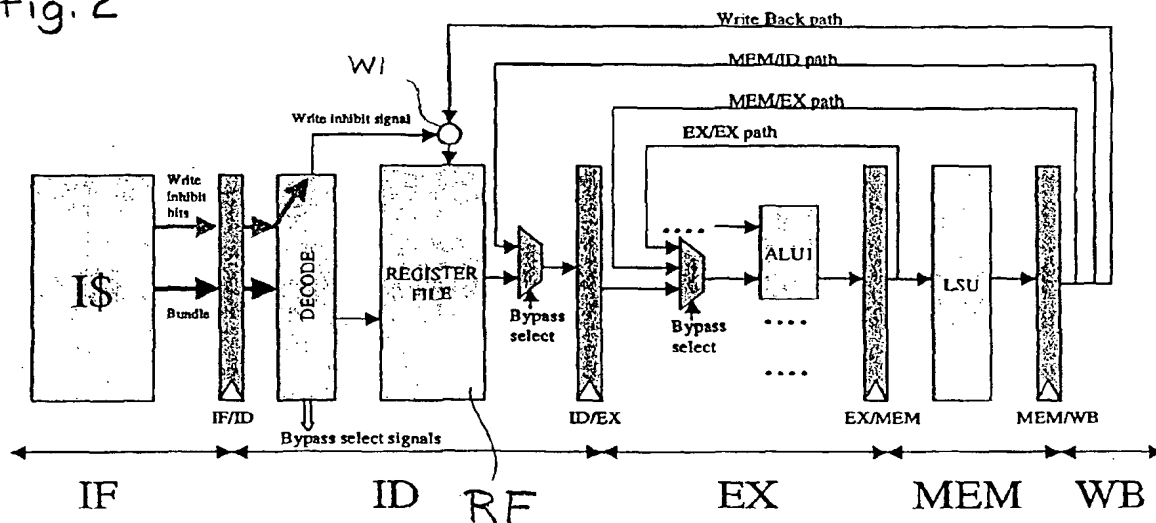 Fig. 2
Write Back path
WI
MEM/ID path
Write inhibit signal
MEM/EX path
EX/EX path
Write
inhibit
bits
I$
Bundle
DECODE
REGISTER
FILE
Bypass
select
ALU1
Bypass
select
LSU
IF/ID
ID/EX
EX/MEM
MEM/WB
Bypass select signals
IF
ID
RF
EX
MEM
WB